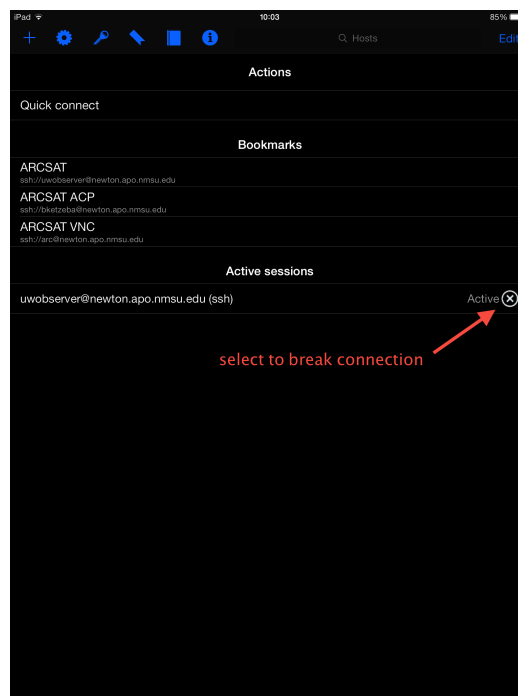 iPad 10:03 85%
Hosts Edit
Actions
Quick connect
Bookmarks
ARCSAT
ssh://uwobserver@newton.apo.nmsu.edu
ARCSAT ACP
ssh://bketzeba@newton.apo.nmsu.edu
ARCSAT VNC
ssh://arc@newton.apo.nmsu.edu
Active sessions
uwobserver@newton.apo.nmsu.edu (ssh) Active
select to break connection